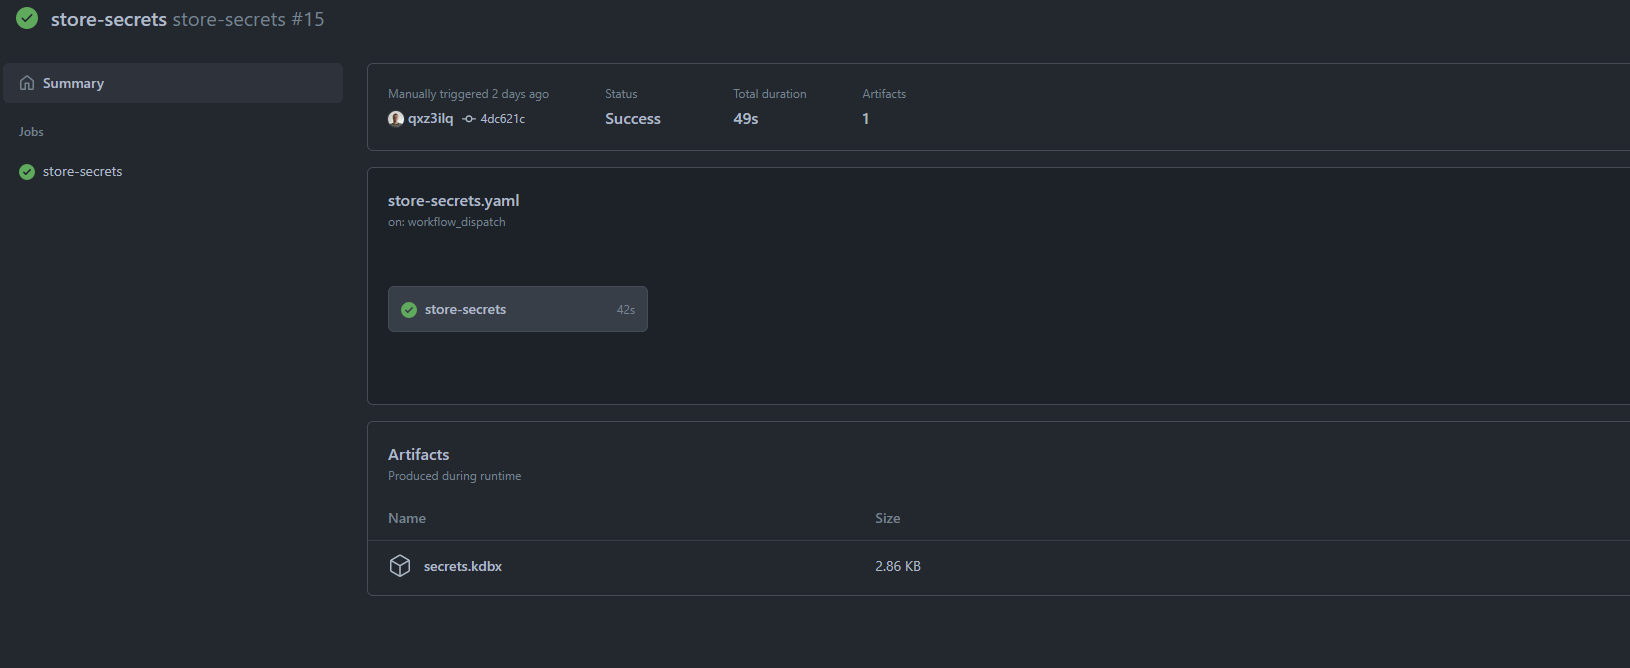 store-secrets store-secrets #15
Summary
Jobs
store-secrets
Manually triggered 2 days ago
qxz3ilq 4dc621c
Status
Success
Total duration
49s
Artifacts
1
store-secrets.yaml
on: workflow_dispatch
store-secrets 42s
Artifacts
Produced during runtime
Name Size
secrets.kdbx 2.86 KB